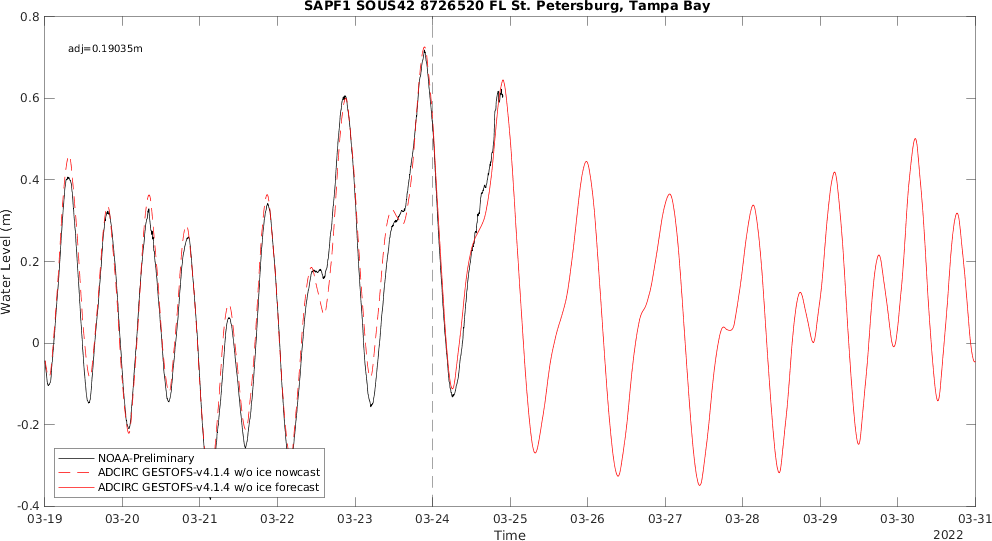 SAPF1 SOUS42 8726520 FL St. Petersburg, Tampa Bay
adj=0.19035m
Water Level (m)
0.8
0.6
0.4
0.2
0
-0.2
-0.4
NOAA-Preliminary
ADCIRC GESTOFS-v4.1.4 w/o ice nowcast
ADCIRC GESTOFS-v4.1.4 w/o ice forecast
03-19 03-20 03-21 03-22 03-23 03-24 03-25 03-26 03-27 03-28 03-29 03-30 03-31
Time
2022